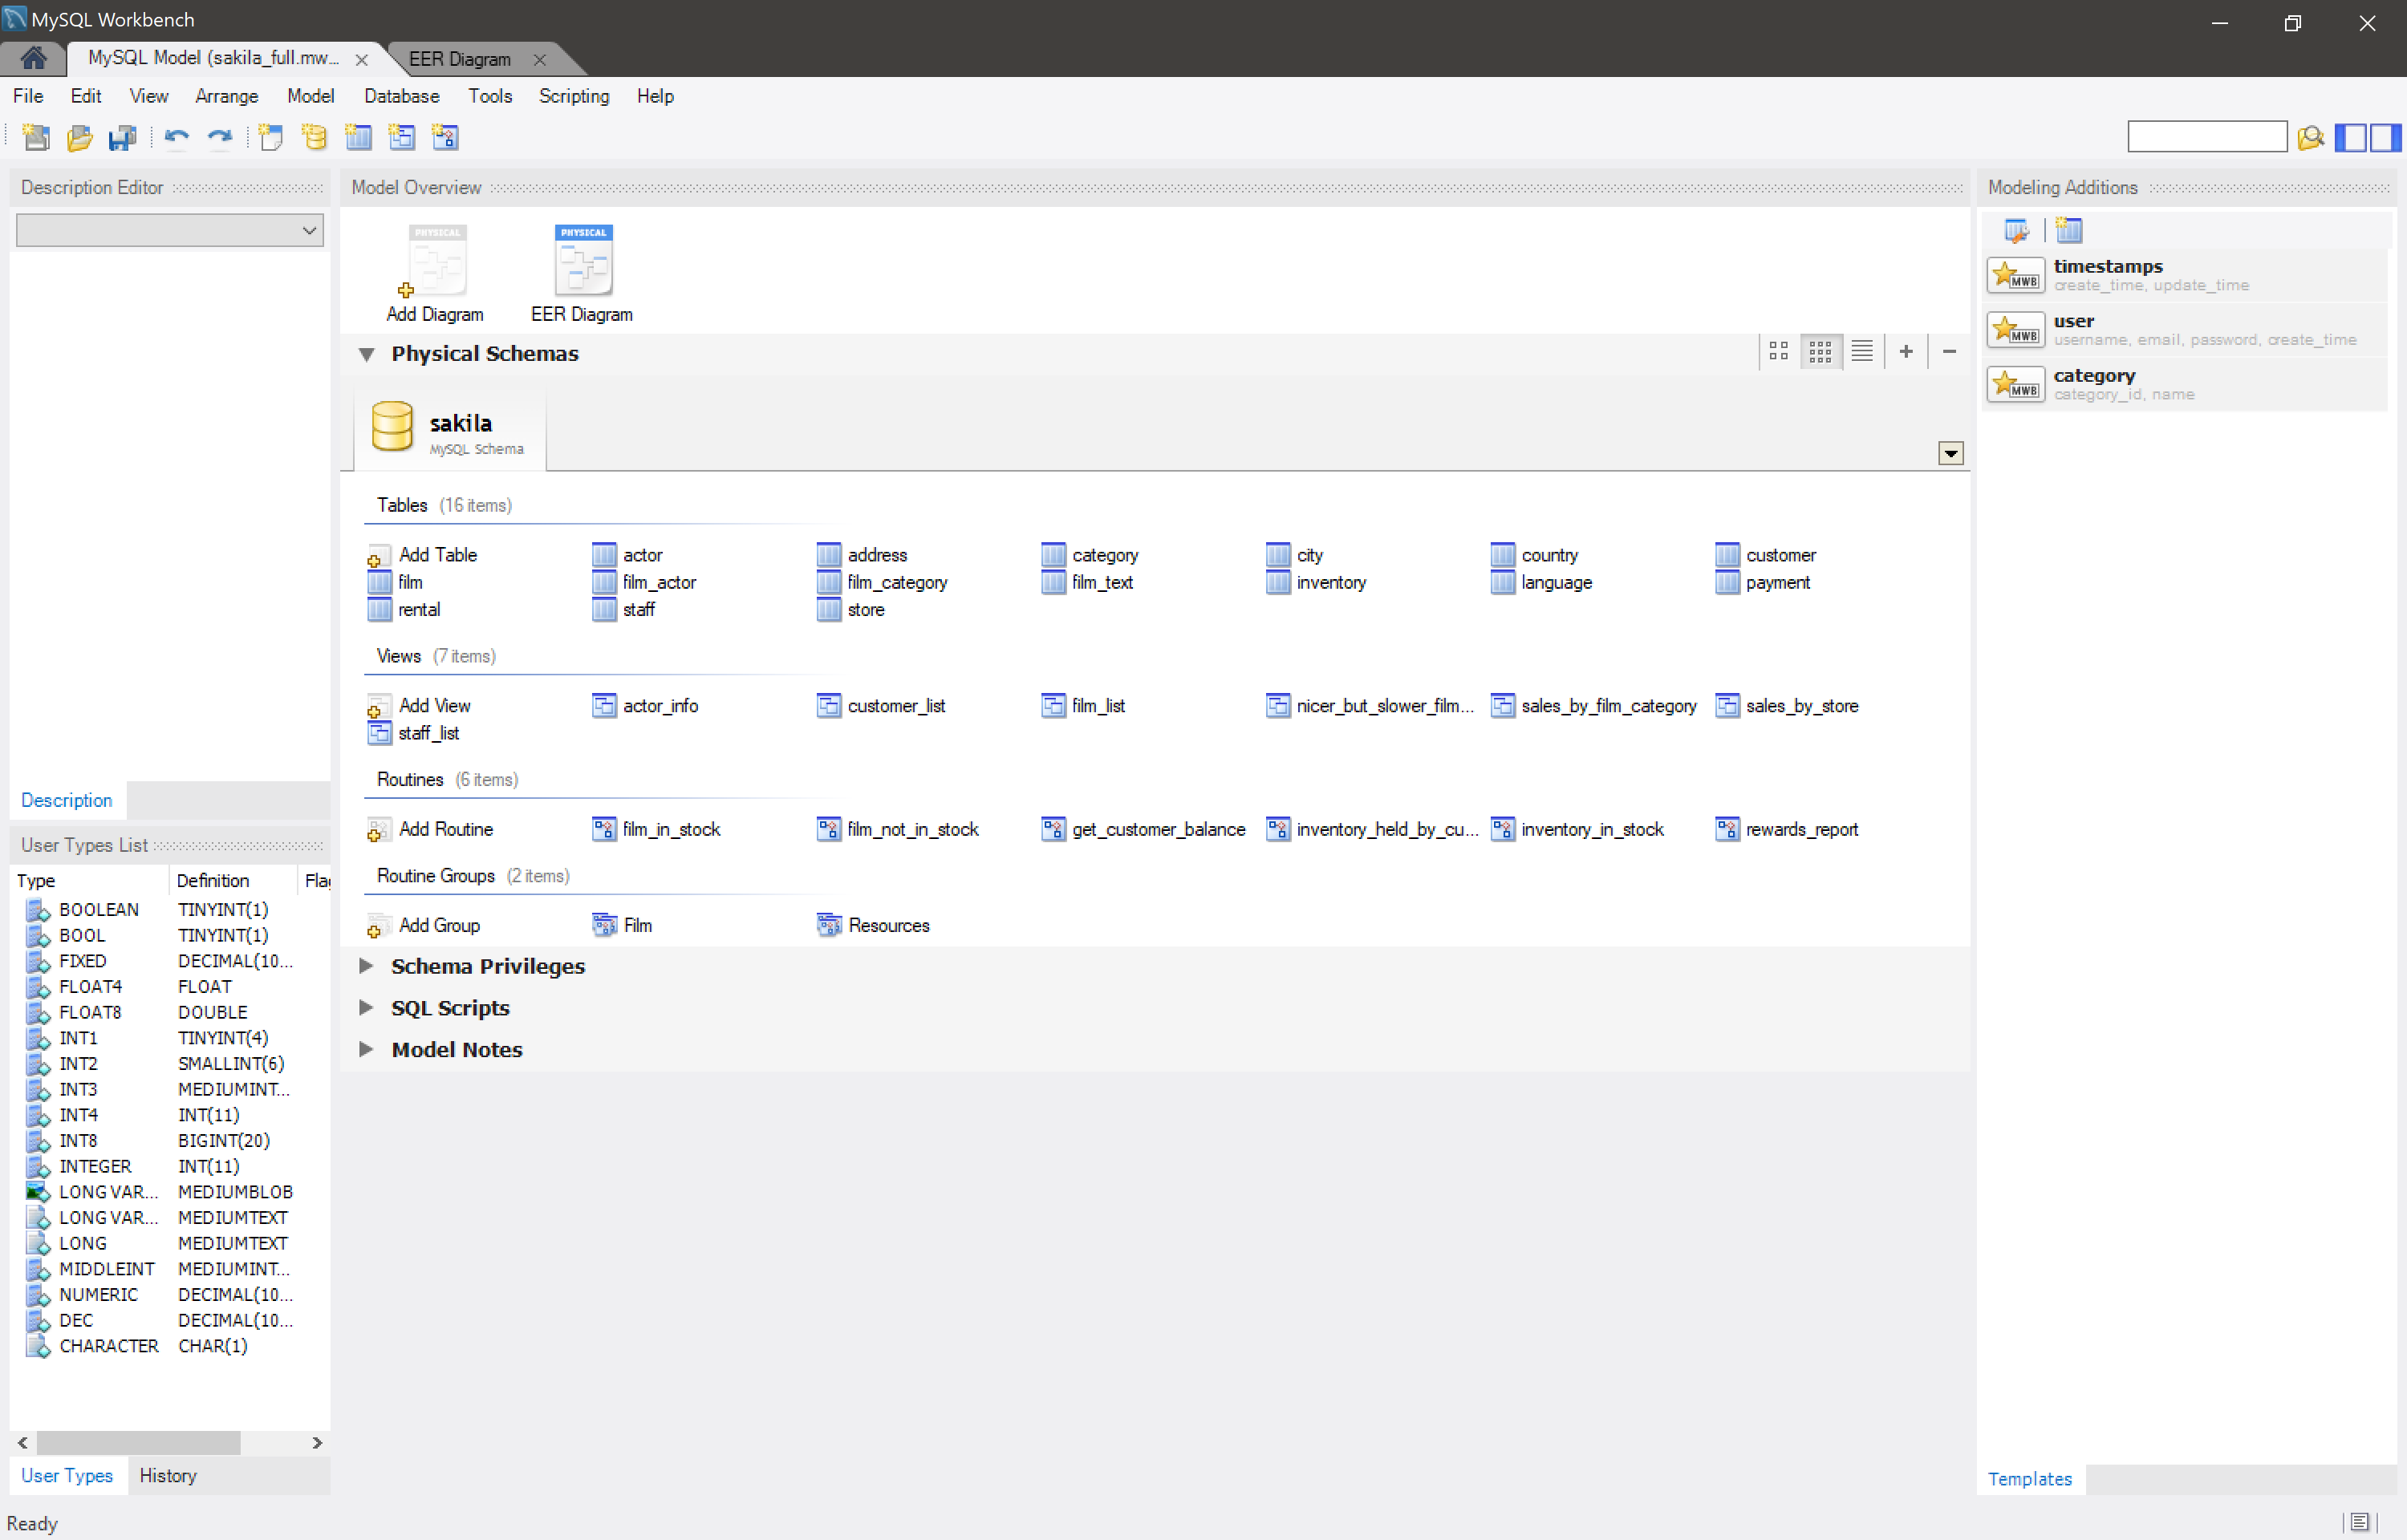 MySQL Workbench
MySQL Model (sakila_full.mw... EER Diagram
File Edit View Arrange Model Database Tools Scripting Help
Description Editor
Description
User Types List
Type Definition Flag
BOOLEAN TINYINT(1)
BOOL TINYINT(1)
FIXED DECIMAL(10...
FLOAT4 FLOAT
FLOAT8 DOUBLE
INT1 TINYINT(4)
INT2 SMALLINT(6)
INT3 MEDIUMINT...
INT4 INT(11)
INT8 BIGINT(20)
INTEGER INT(11)
LONG VAR... MEDIUMBLOB
LONG VAR... MEDIUMTEXT
LONG MEDIUMTEXT
MIDDLEINT MEDIUMINT...
NUMERIC DECIMAL(10...
DEC DECIMAL(10...
CHARACTER CHAR(1)
User Types History
Model Overview
PHYSICAL PHYSICAL
Add Diagram EER Diagram
Physical Schemas
sakila
MySQL Schema
Tables (16 items)
Add Table actor address category city country customer
film film_actor film_category film_text inventory language payment
rental staff store
Views (7 items)
Add View actor_info customer_list film_list nicer_but_slower_film... sales_by_film_category sales_by_store
staff_list
Routines (6 items)
Add Routine film_in_stock film_not_in_stock get_customer_balance inventory_held_by_cu... inventory_in_stock rewards_report
Routine Groups (2 items)
Add Group Film Resources
Schema Privileges
SQL Scripts
Model Notes
Modeling Additions
MWB timestamps
create_time, update_time
MWB user
username, email, password, create_time
MWB category
category_id, name
Templates
Ready